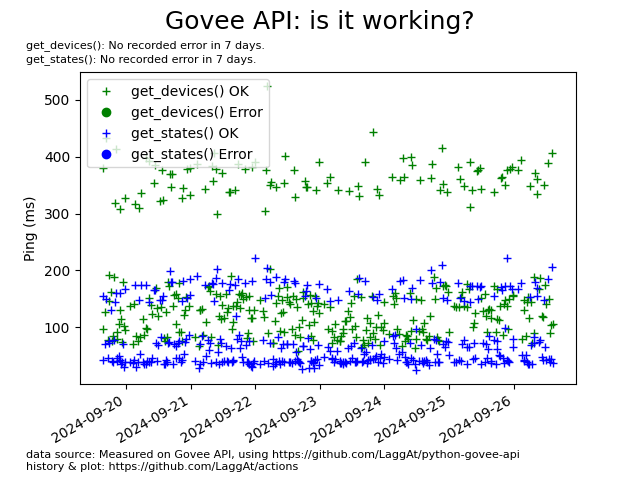 Govee API: is it working?
get_devices(): No recorded error in 7 days.
get_states(): No recorded error in 7 days.
get_devices() OK
get_devices() Error
get_states() OK
get_states() Error
Ping (ms)
500
400
300
200
100
2024-09-20
2024-09-21
2024-09-22
2024-09-23
2024-09-24
2024-09-25
2024-09-26
data source: Measured on Govee API, using https://github.com/LaggAt/python-govee-api
history & plot: https://github.com/LaggAt/actions